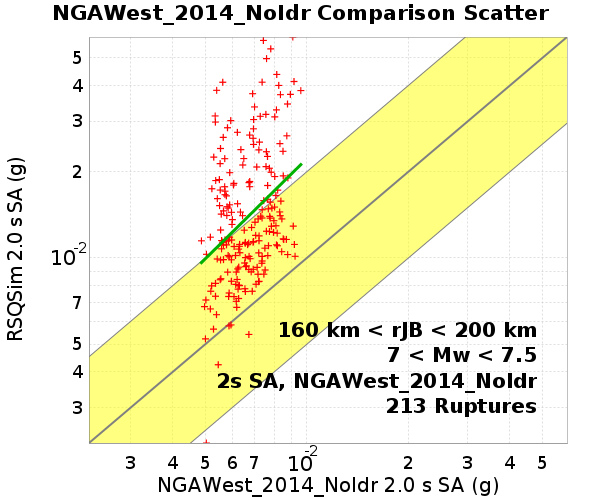 NGAWest_2014_NoIdr Comparison Scatter
RSQSim 2.0 s SA (g)
5
4
3
2
10-2
7
5
4
3
160 km < rJB < 200 km
7 < Mw < 7.5
2s SA, NGAWest_2014_NoIdr
213 Ruptures
3 4 5 6 7 10-2 2 3 4 5
NGAWest_2014_NoIdr 2.0 s SA (g)